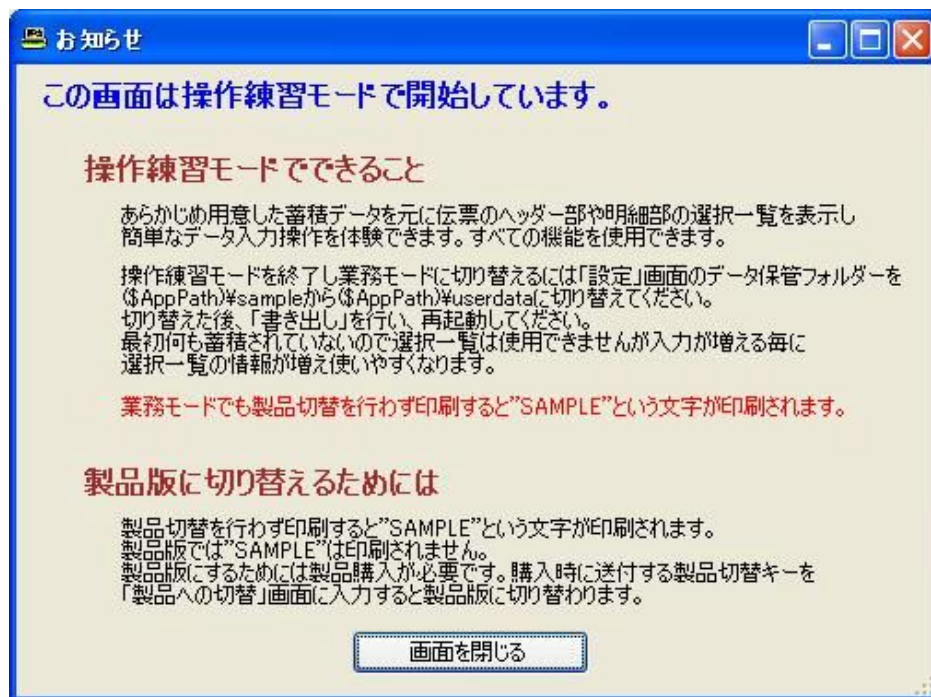 お知らせ
この画面は操作練習モードで開始しています。
操作練習モードでできること
あらかじめ用意した蓄積データを元に伝票のヘッダー部や明細部の選択一覧を表示し
簡単なデータ入力操作を体験できます。すべての機能を使用できます。
操作練習モードを終了し業務モードに切り替えるには「設定」画面のデータ保管フォルダーを
($AppPath)¥sampleから($AppPath)¥userdataに切り替えてください。
切り替えた後、「書き出し」を行い、再起動してください。
最初何も蓄積されていないので選択一覧は使用できませんが入力が増える毎に
選択一覧の情報が増え使いやすくなります。
業務モードでも製品切替を行わず印刷すると"SAMPLE"という文字が印刷されます。
製品版に切り替えるためには
製品切替を行わず印刷すると"SAMPLE"という文字が印刷されます。
製品版では"SAMPLE"は印刷されません。
製品版にするためには製品購入が必要です。購入時に送付する製品切替キーを
「製品への切替」画面に入力すると製品版に切り替わります。
画面を閉じる